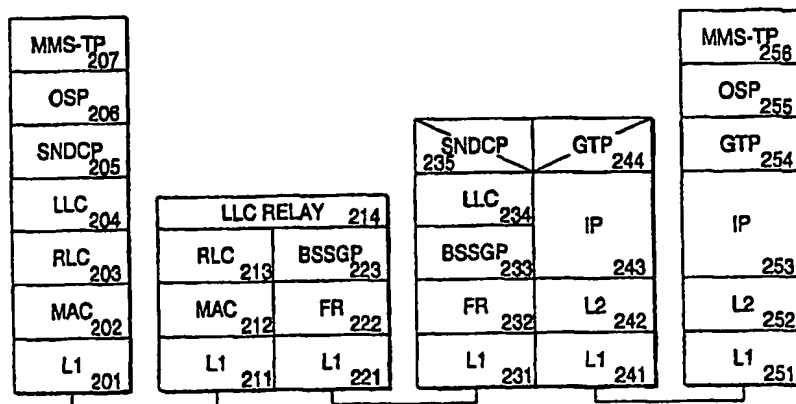 MMS-TP 207
OSP 206
SNDCP 205
LLC 204
RLC 203
MAC 202
L1 201
LLC RELAY 214
RLC 213
BSSGP 223
MAC 212
FR 222
L1 211
L1 221
SNDCP 235
GTP 244
LLC 234
IP 243
BSSGP 233
FR 232
L2 242
L1 231
L1 241
MMS-TP 256
OSP 255
GTP 254
IP 253
L2 252
L1 251